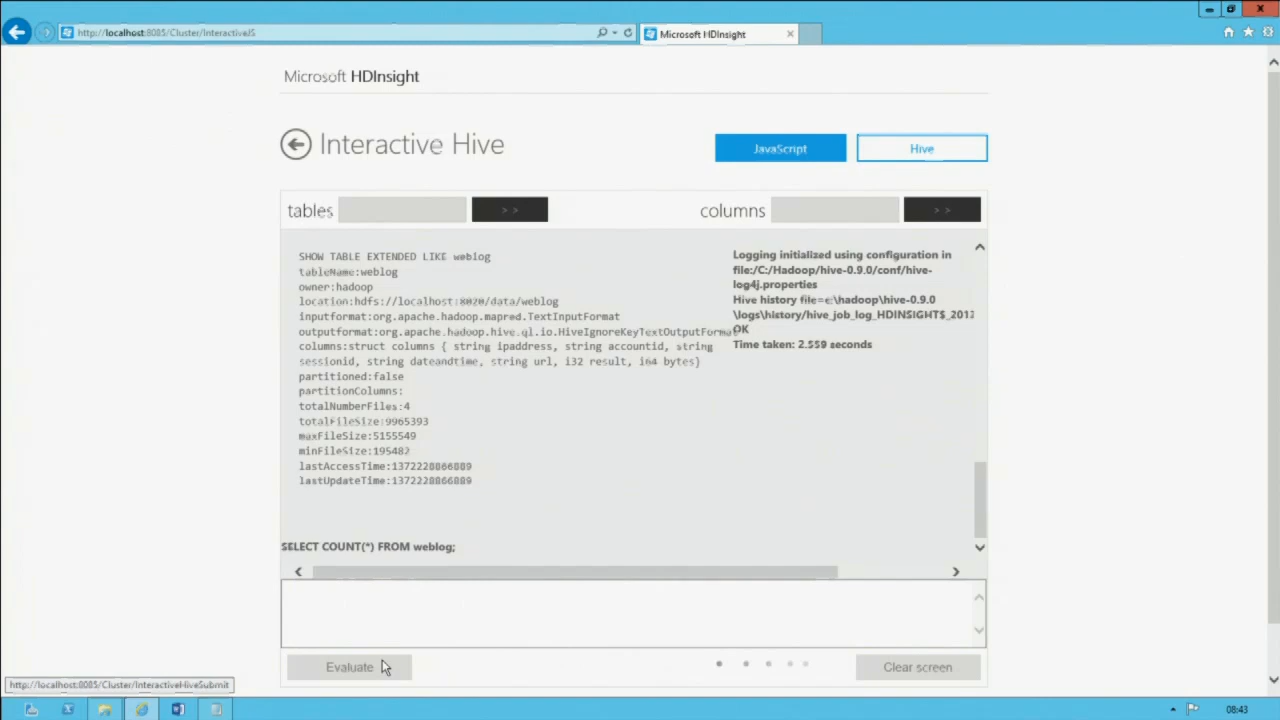 http://localhost:8085/Cluster/InteractiveJS
Microsoft HDInsight
Microsoft HDInsight
Interactive Hive
JavaScript
Hive
tables
> >
columns
> >
SHOW TABLE EXTENDED LIKE weblog
tableName:weblog
owner:hadoop
location:hdfs://localhost:8020/data/weblog
inputformat:org.apache.hadoop.mapred.TextInputFormat
outputformat:org.apache.hadoop.hive.ql.io.HiveIgnoreKeyTextOutputFormat
columns:struct columns { string ipaddress, string accountid, string
sessionid, string dateandtime, string url, i32 result, i64 bytes}
partitioned:false
partitionColumns:
totalNumberFiles:4
totalFileSize:9965393
maxFileSize:5155549
minFileSize:195482
lastAccessTime:1372228866889
lastUpdateTime:1372228866889
Logging initialized using configuration in
file:/C:/Hadoop/hive-0.9.0/conf/hive-
log4j.properties
Hive history file=c:\hadoop\hive-0.9.0
\logs\history/hive_job_log_HDINSIGHT$_2013
OK
Time taken: 2.559 seconds
SELECT COUNT(*) FROM weblog;
Evaluate
Clear screen
http://localhost:8085/Cluster/InteractiveHiveSubmit
08:43